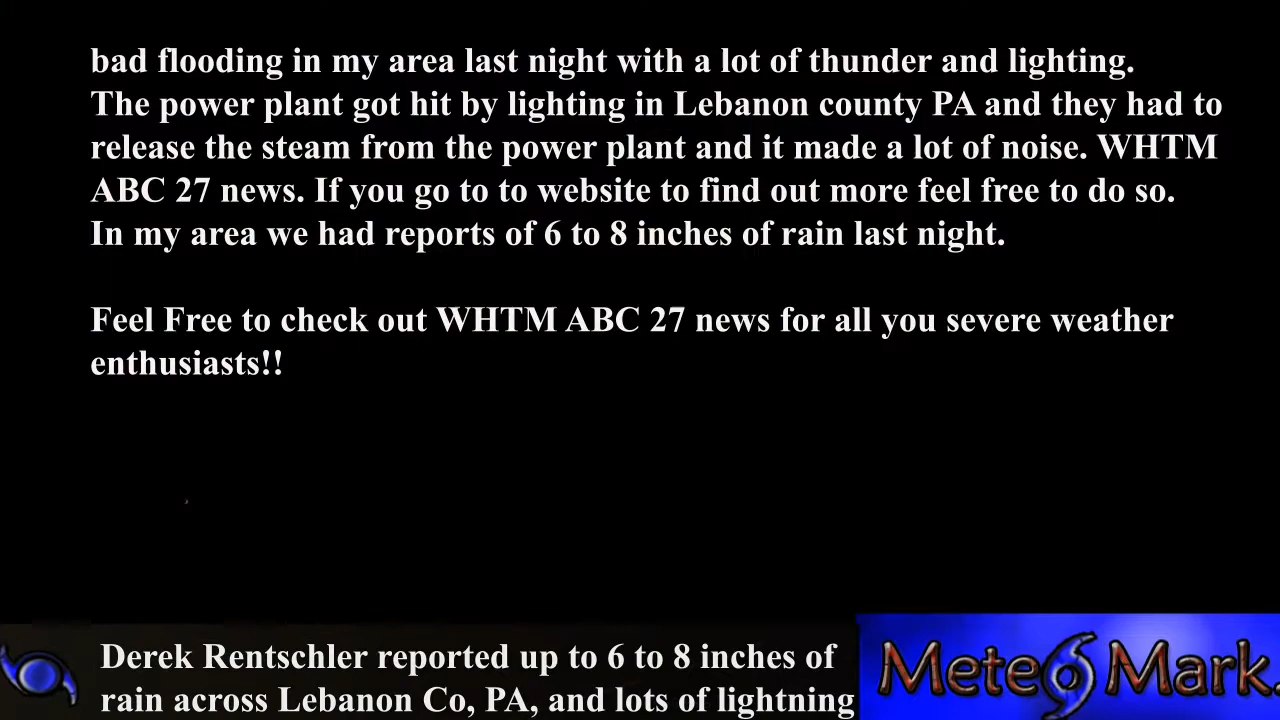 bad flooding in my area last night with a lot of thunder and lighting.
The power plant got hit by lighting in Lebanon county PA and they had to
release the steam from the power plant and it made a lot of noise. WHTM
ABC 27 news. If you go to to website to find out more feel free to do so.
In my area we had reports of 6 to 8 inches of rain last night.
Feel Free to check out WHTM ABC 27 news for all you severe weather
enthusiasts!!
Derek Rentschler reported up to 6 to 8 inches of
rain across Lebanon Co, PA, and lots of lightning
Meteo Mark.